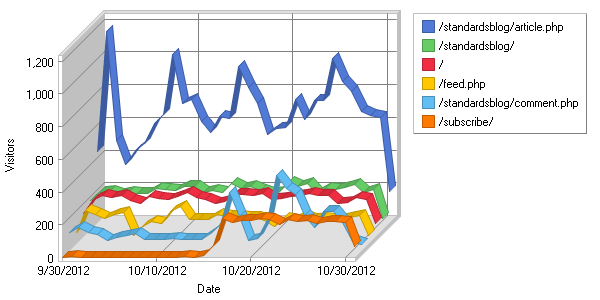 /standardsblog/article.php
/standardsblog/
/
/feed.php
/standardsblog/comment.php
/subscribe/
1,200
1,000
800
600
400
200
0
Visitors
9/30/2012
10/10/2012
10/20/2012
10/30/2012
Date